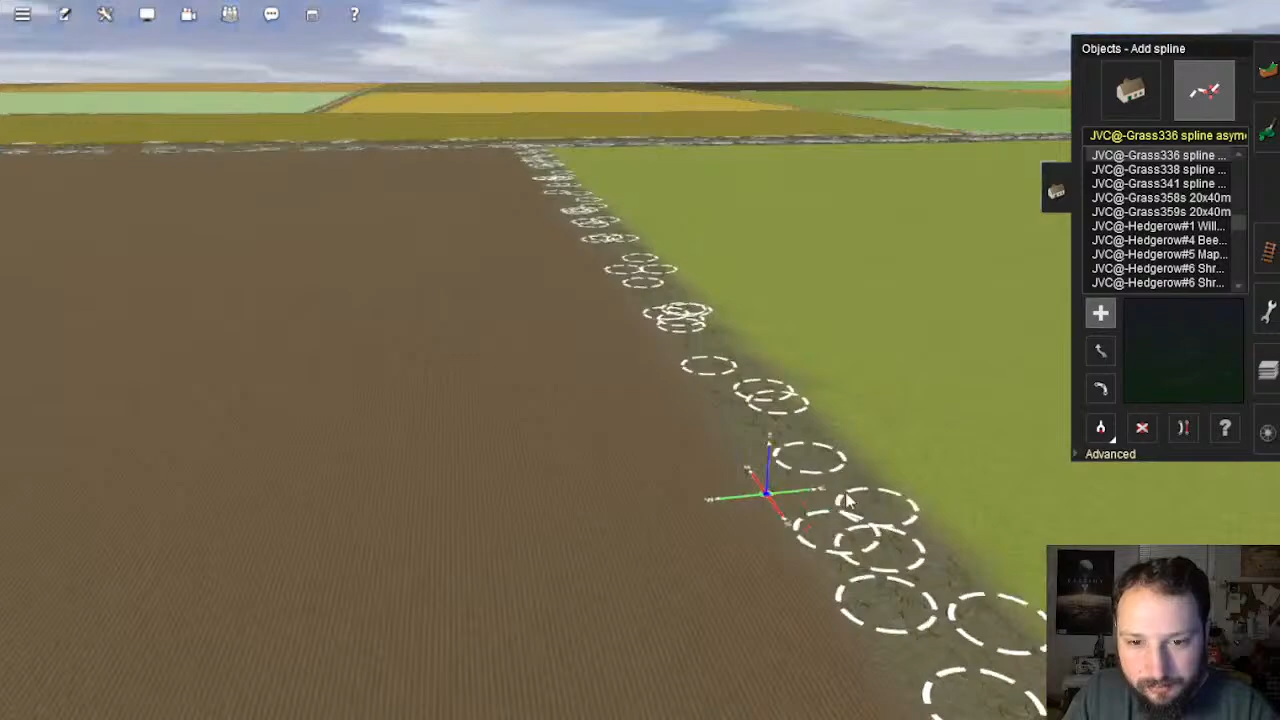 ?
Objects - Add spline
JVC@-Grass336 spline asym
JVC@-Grass336 spline ...
JVC@-Grass338 spline ...
JVC@-Grass341 spline ...
JVC@-Grass358s 20x40m
JVC@-Grass359s 20x40m
JVC@-Hedgerow#1 Will...
JVC@-Hedgerow#4 Bee...
JVC@-Hedgerow#5 Map...
JVC@-Hedgerow#6 Shr...
JVC@-Hedgerow#6 Shr...
?
Advanced